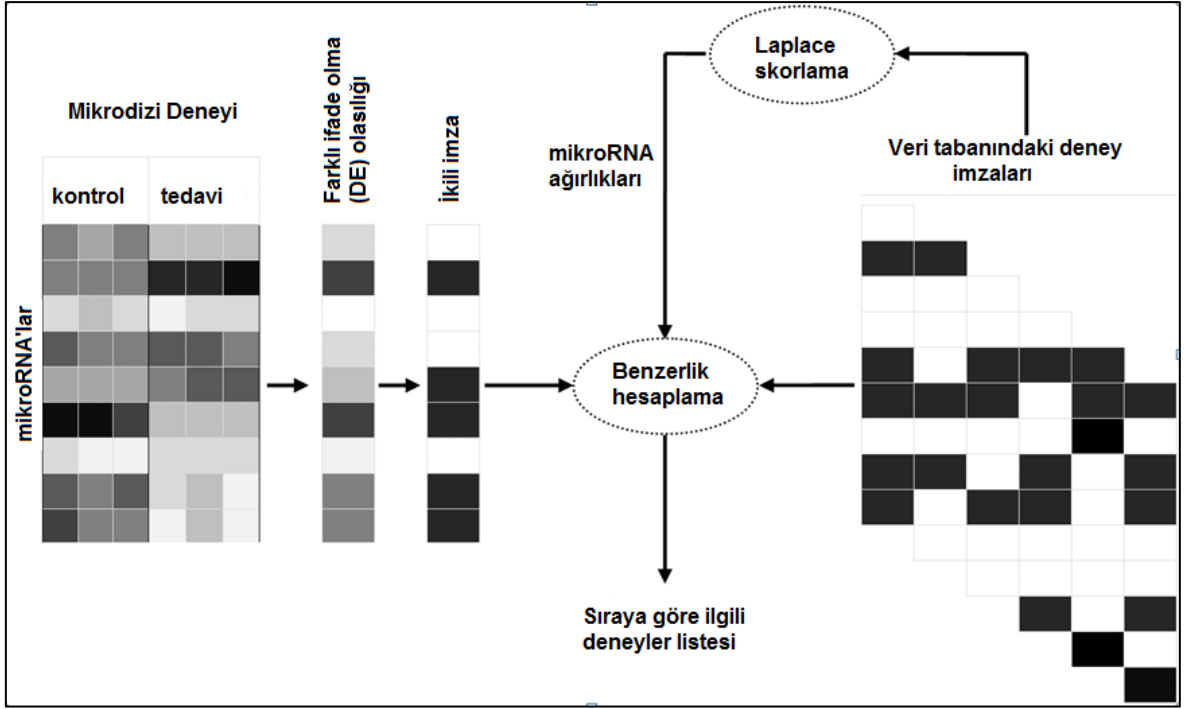 Mikrodizi Deneyi
kontrol
tedavi
mikroRNA'lar
Farklı ifade olma
(DE) olasılığı
İkili imza
mikroRNA
ağırlıkları
Laplace
skorlama
Veri tabanındaki deney
imzaları
Benzerlik
hesaplama
Sıraya göre ilgili
deneyler listesi